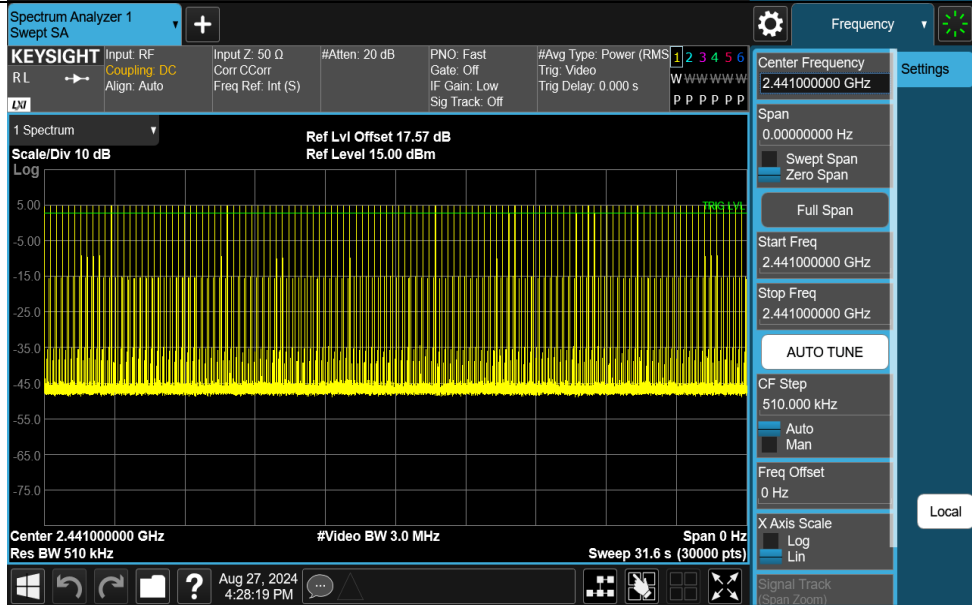 Spectrum Analyzer 1
Swept SA
+
Frequency
KEYSIGHT
RL
LXI
Input: RF
Coupling: DC
Align: Auto
Input Z: 50 Ω
Corr CCorr
Freq Ref: Int (S)
#Atten: 20 dB
PNO: Fast
Gate: Off
IF Gain: Low
Sig Track: Off
#Avg Type: Power (RMS
Trig: Video
Trig Delay: 0.000 s
1 2 3 4 5 6
W W W W W W
P P P P P P
1 Spectrum
Scale/Div 10 dB
Log
Ref Lvl Offset 17.57 dB
Ref Level 15.00 dBm
TRIG LVL
5.00
-5.00
-15.0
-25.0
-35.0
-45.0
-55.0
-65.0
-75.0
Center 2.441000000 GHz
Res BW 510 kHz
#Video BW 3.0 MHz
Span 0 Hz
Sweep 31.6 s (30000 pts)
?
Aug 27, 2024
4:28:19 PM
Center Frequency
2.441000000 GHz
Span
0.00000000 Hz
Swept Span
Zero Span
Full Span
Start Freq
2.441000000 GHz
Stop Freq
2.441000000 GHz
AUTO TUNE
CF Step
510.000 kHz
Auto
Man
Freq Offset
0 Hz
X Axis Scale
Log
Lin
Signal Track
(Span Zoom)
Settings
Local